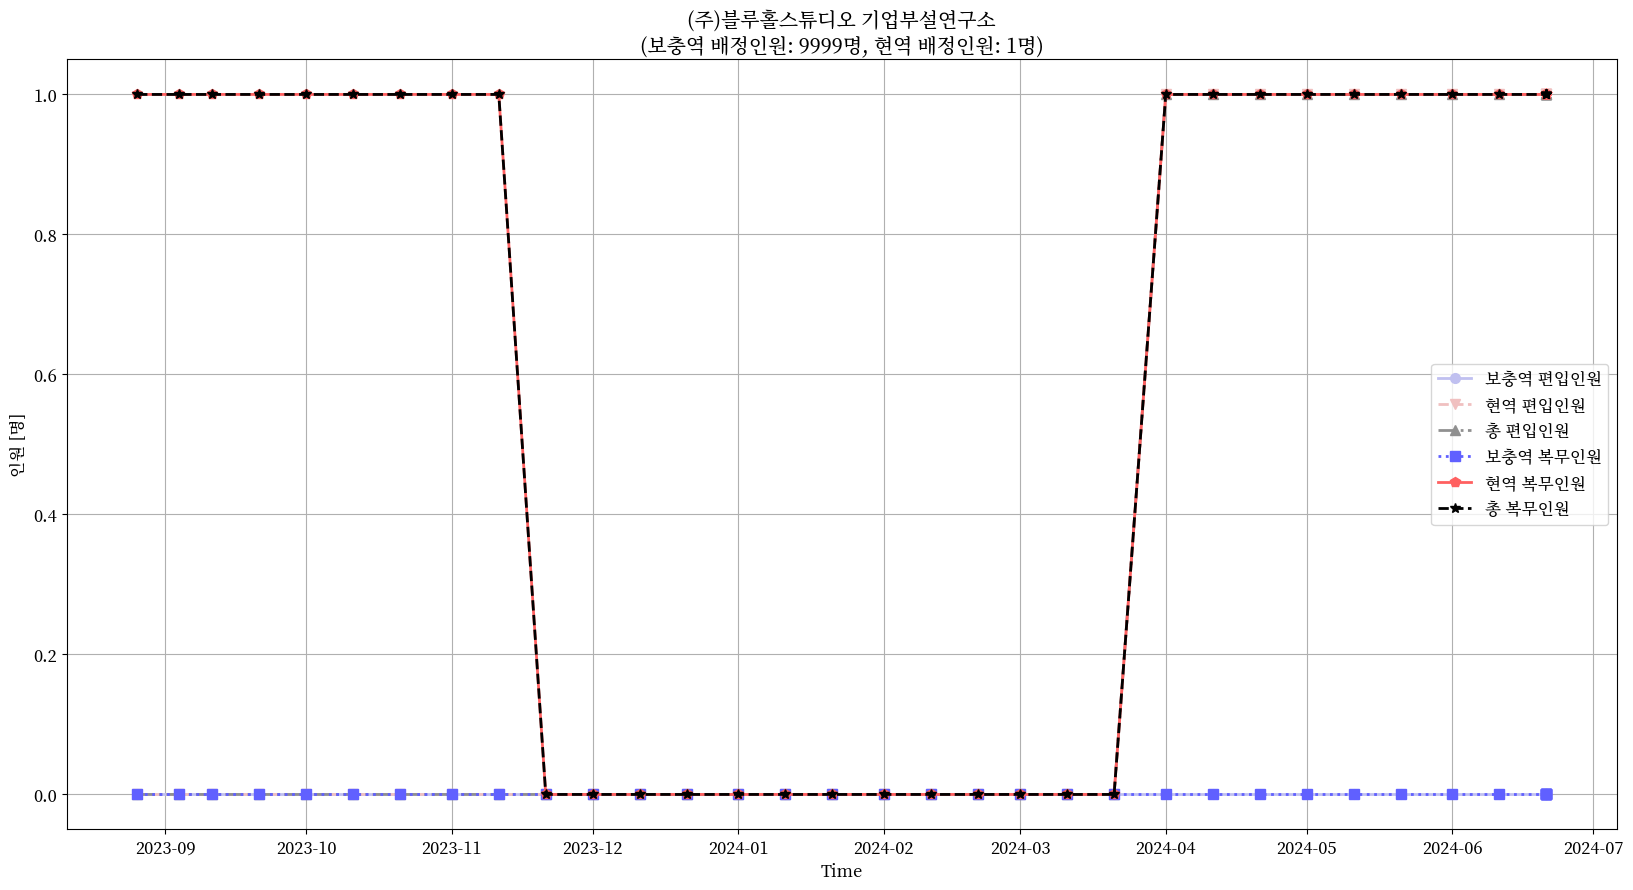 (주)블루홀스튜디오 기업부설연구소
(보충역 배정인원: 9999명, 현역 배정인원: 1명)
1.0
0.8
0.6
0.4
0.2
0.0
인원 [명]
보충역 편입인원
현역 편입인원
총 편입인원
보충역 복무인원
현역 복무인원
총 복무인원
2023-09 2023-10 2023-11 2023-12 2024-01 2024-02 2024-03 2024-04 2024-05 2024-06 2024-07
Time